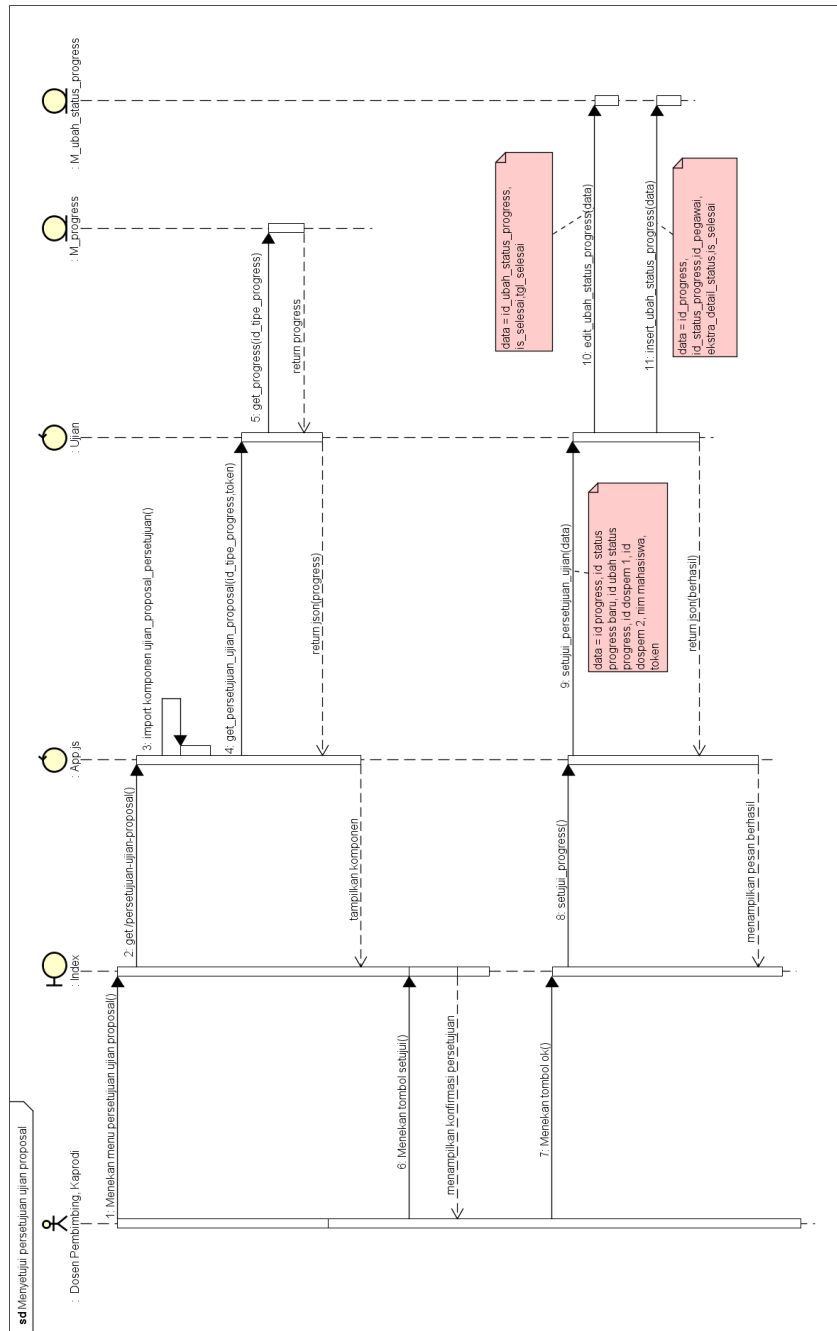 sd Menyetujui persetujuan ujian proposal
: Dosen Pembimbing, Kaprodi
: Index
: App.js
: Ujian
: M_progress
: M_ubah_status_progress
1: Menekan menu persetujuan ujian proposal()
2: get /persetujuan-ujian-proposal()
3: import komponen ujian_proposal_persetujuan()
4: get_persetujuan_ujian_proposal(id_tipe_progress,token)
5: get_progress(id_tipe_progress)
return progress
return json(progress)
tampilkan komponen
6: Menekan tombol setujui()
menampilkan konfirmasi persetujuan
7: Menekan tombol ok()
8: setujui_progress()
9: setujui_persetujuan_ujian(data)
data = id progress, id_status
progress baru, id ubah status
progress, id dospem 1, id
dospem 2, nim mahasiswa,
token
10: edit_ubah_status_progress(data)
data = id_ubah_status_progress,
is_selesai,tgl_selesai
11: insert_ubah_status_progress(data)
data = id_progress,
id_status_progress,id_pegawai,
ekstra_detail_status,is_selesai
return json(berhasil)
menampilkan pesan berhasil